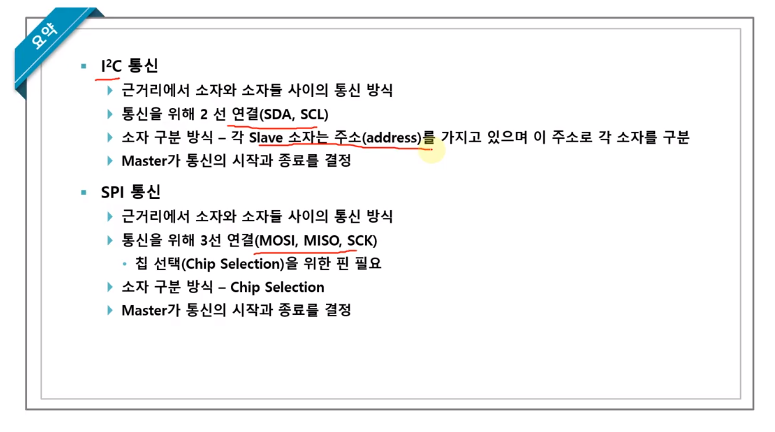 요약
I²C 통신
근거리에서 소자와 소자들 사이의 통신 방식
통신을 위해 2 선 연결(SDA, SCL)
소자 구분 방식 – 각 Slave 소자는 주소(address)를 가지고 있으며 이 주소로 각 소자를 구분
Master가 통신의 시작과 종료를 결정
SPI 통신
근거리에서 소자와 소자들 사이의 통신 방식
통신을 위해 3선 연결(MOSI, MISO, SCK)
칩 선택(Chip Selection)을 위한 핀 필요
소자 구분 방식 – Chip Selection
Master가 통신의 시작과 종료를 결정